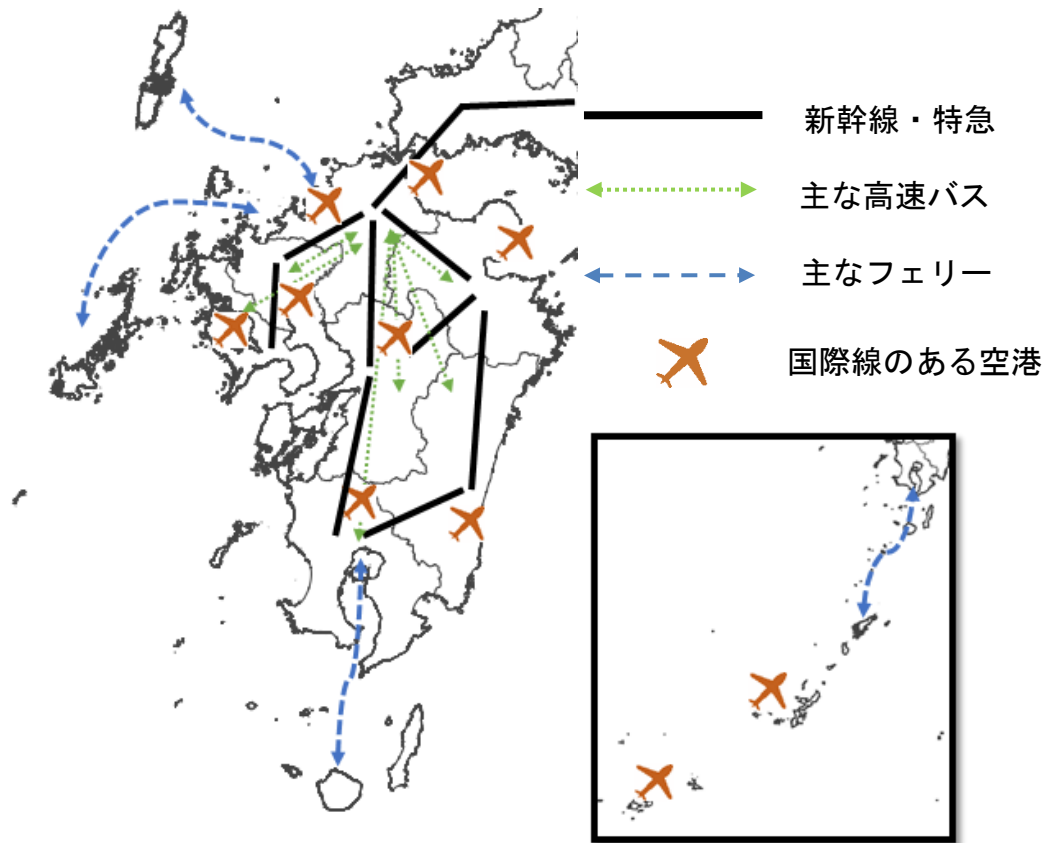 新幹線・特急
主な高速バス
主なフェリー
国際線のある空港